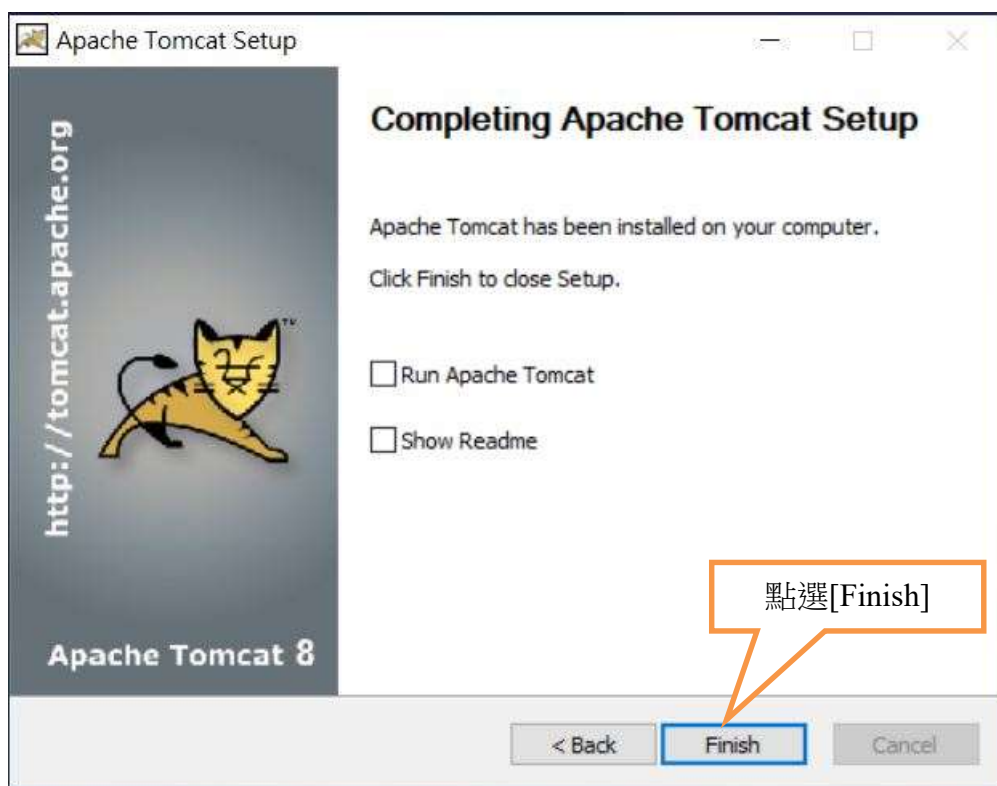 Apache Tomcat Setup
http://tomcat.apache.org
TM
Apache Tomcat 8
Completing Apache Tomcat Setup
Apache Tomcat has been installed on your computer.
Click Finish to close Setup.
Run Apache Tomcat
Show Readme
點選[Finish]
< Back
Finish
Cancel